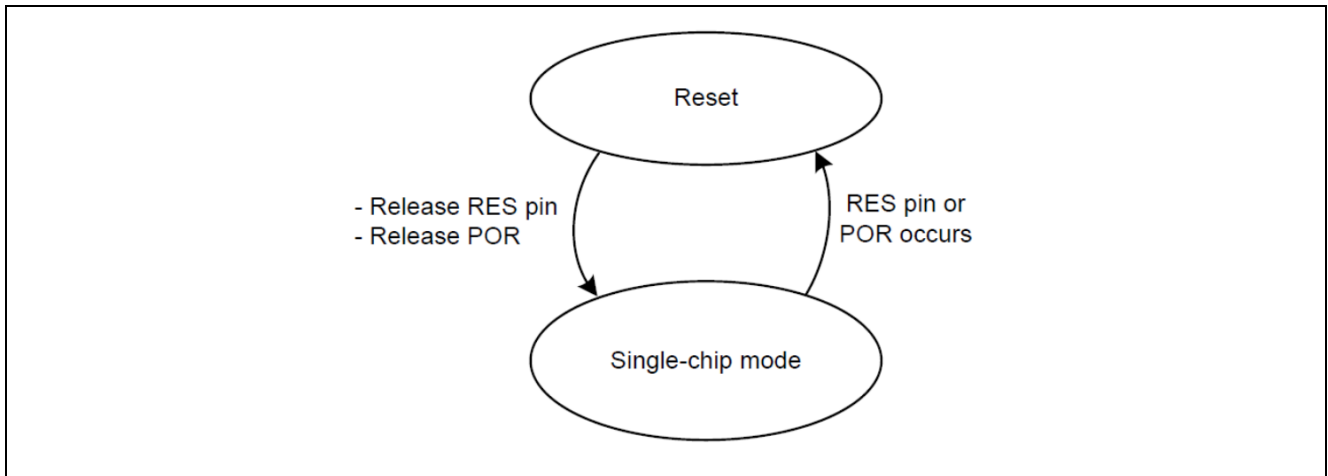 Reset
- Release RES pin
- Release POR
RES pin or
POR occurs
Single-chip mode